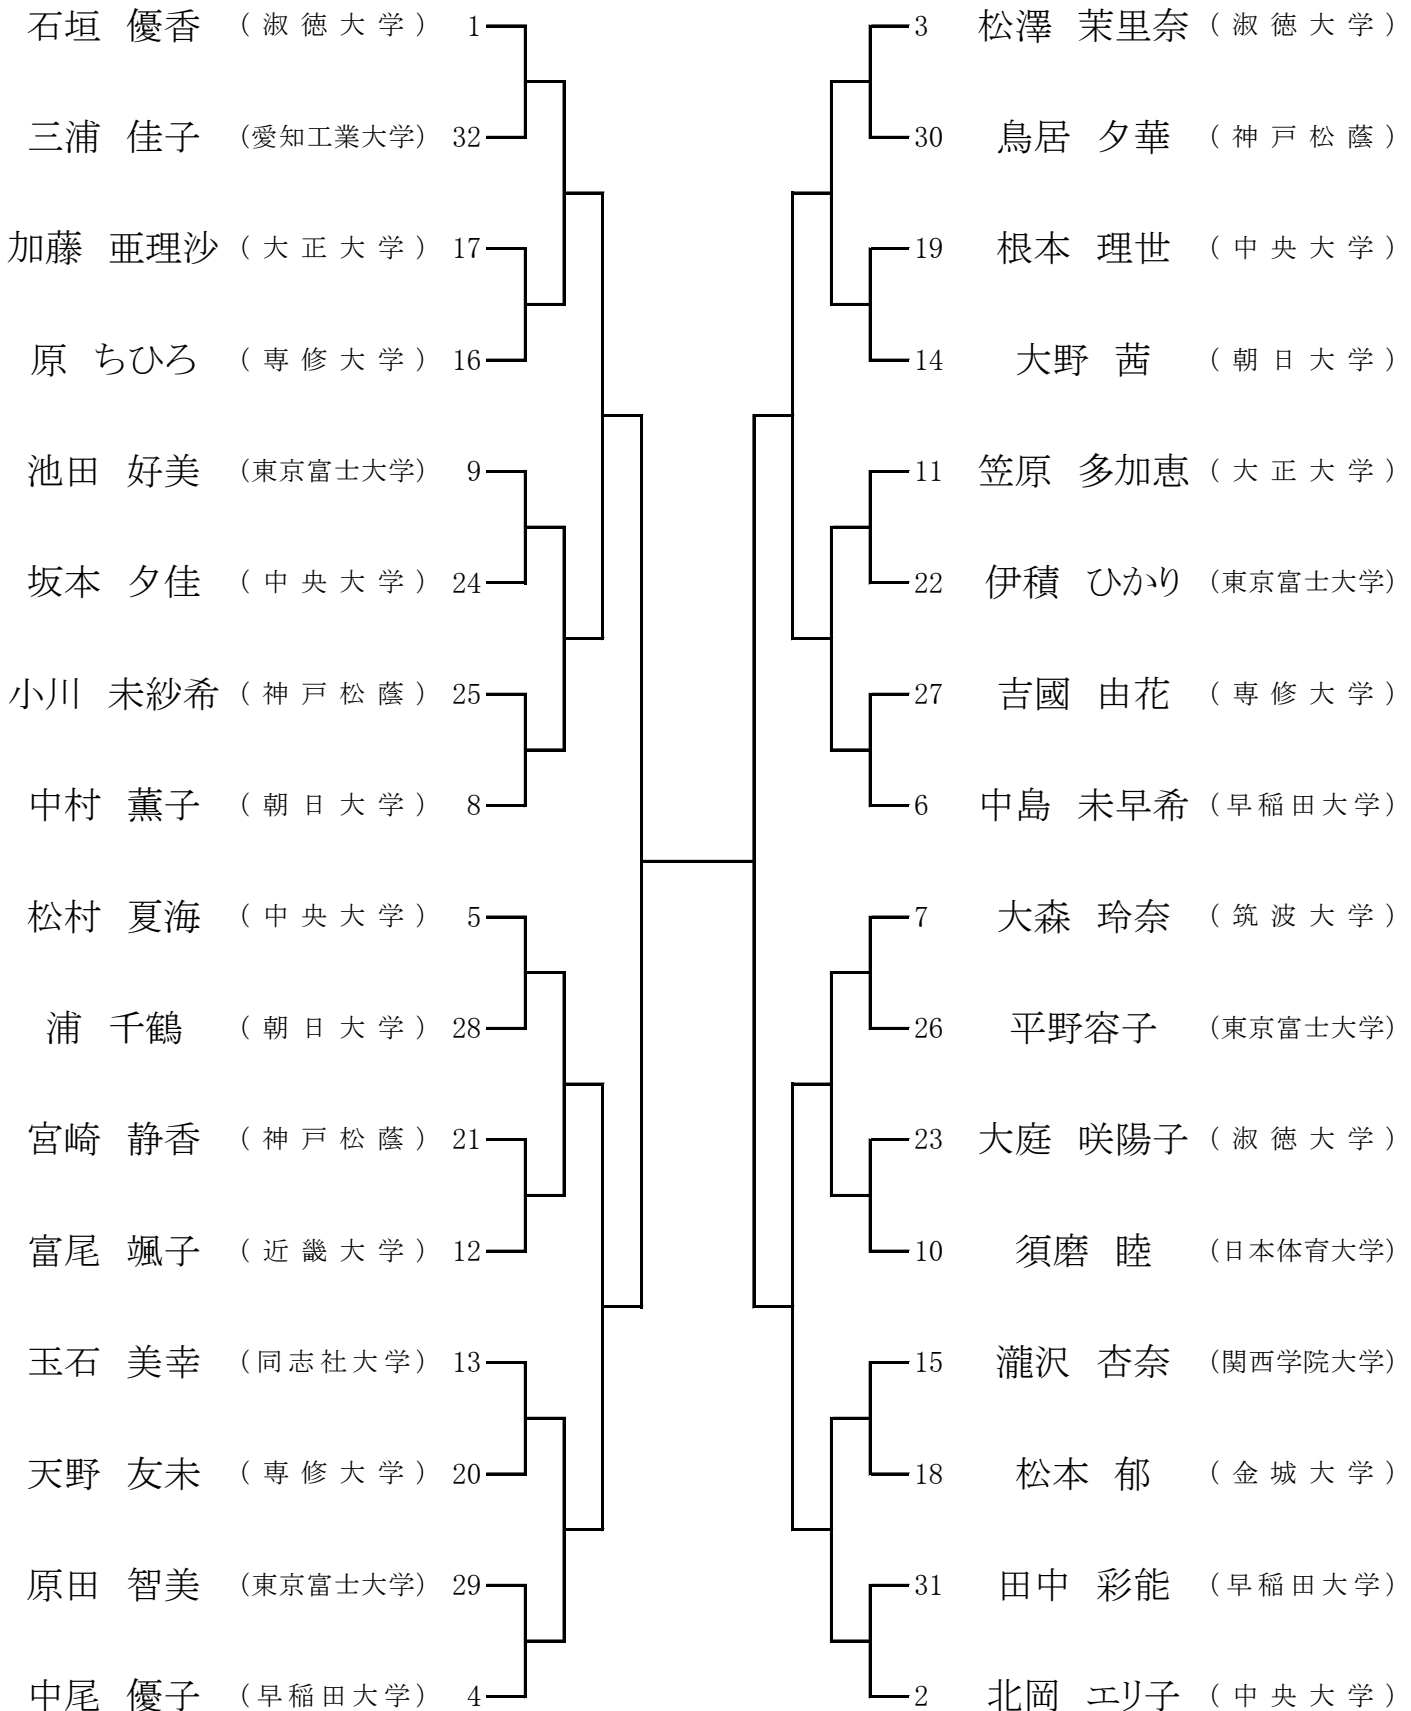 石垣 優香 (淑徳大学) 1 3 松澤 茉里奈 (淑徳大学)
三浦 佳子 (愛知工業大学) 32 30 鳥居 夕華 (神戸松蔭)
加藤 亜理沙 (大正大学) 17 19 根本 理世 (中央大学)
原 ちひろ (専修大学) 16 14 大野 茜 (朝日大学)
池田 好美 (東京富士大学) 9 11 笠原 多加恵 (大正大学)
坂本 夕佳 (中央大学) 24 22 伊積 ひかり (東京富士大学)
小川 未紗希 (神戸松蔭) 25 27 吉國 由花 (専修大学)
中村 薫子 (朝日大学) 8 6 中島 未早希 (早稲田大学)
松村 夏海 (中央大学) 5 7 大森 玲奈 (筑波大学)
浦 千鶴 (朝日大学) 28 26 平野容子 (東京富士大学)
宮崎 静香 (神戸松蔭) 21 23 大庭 咲陽子 (淑徳大学)
富尾 颯子 (近畿大学) 12 10 須磨 睦 (日本体育大学)
玉石 美幸 (同志社大学) 13 15 瀧沢 杏奈 (関西学院大学)
天野 友未 (専修大学) 20 18 松本 郁 (金城大学)
原田 智美 (東京富士大学) 29 31 田中 彩能 (早稲田大学)
中尾 優子 (早稲田大学) 4 2 北岡 エリ子 (中央大学)